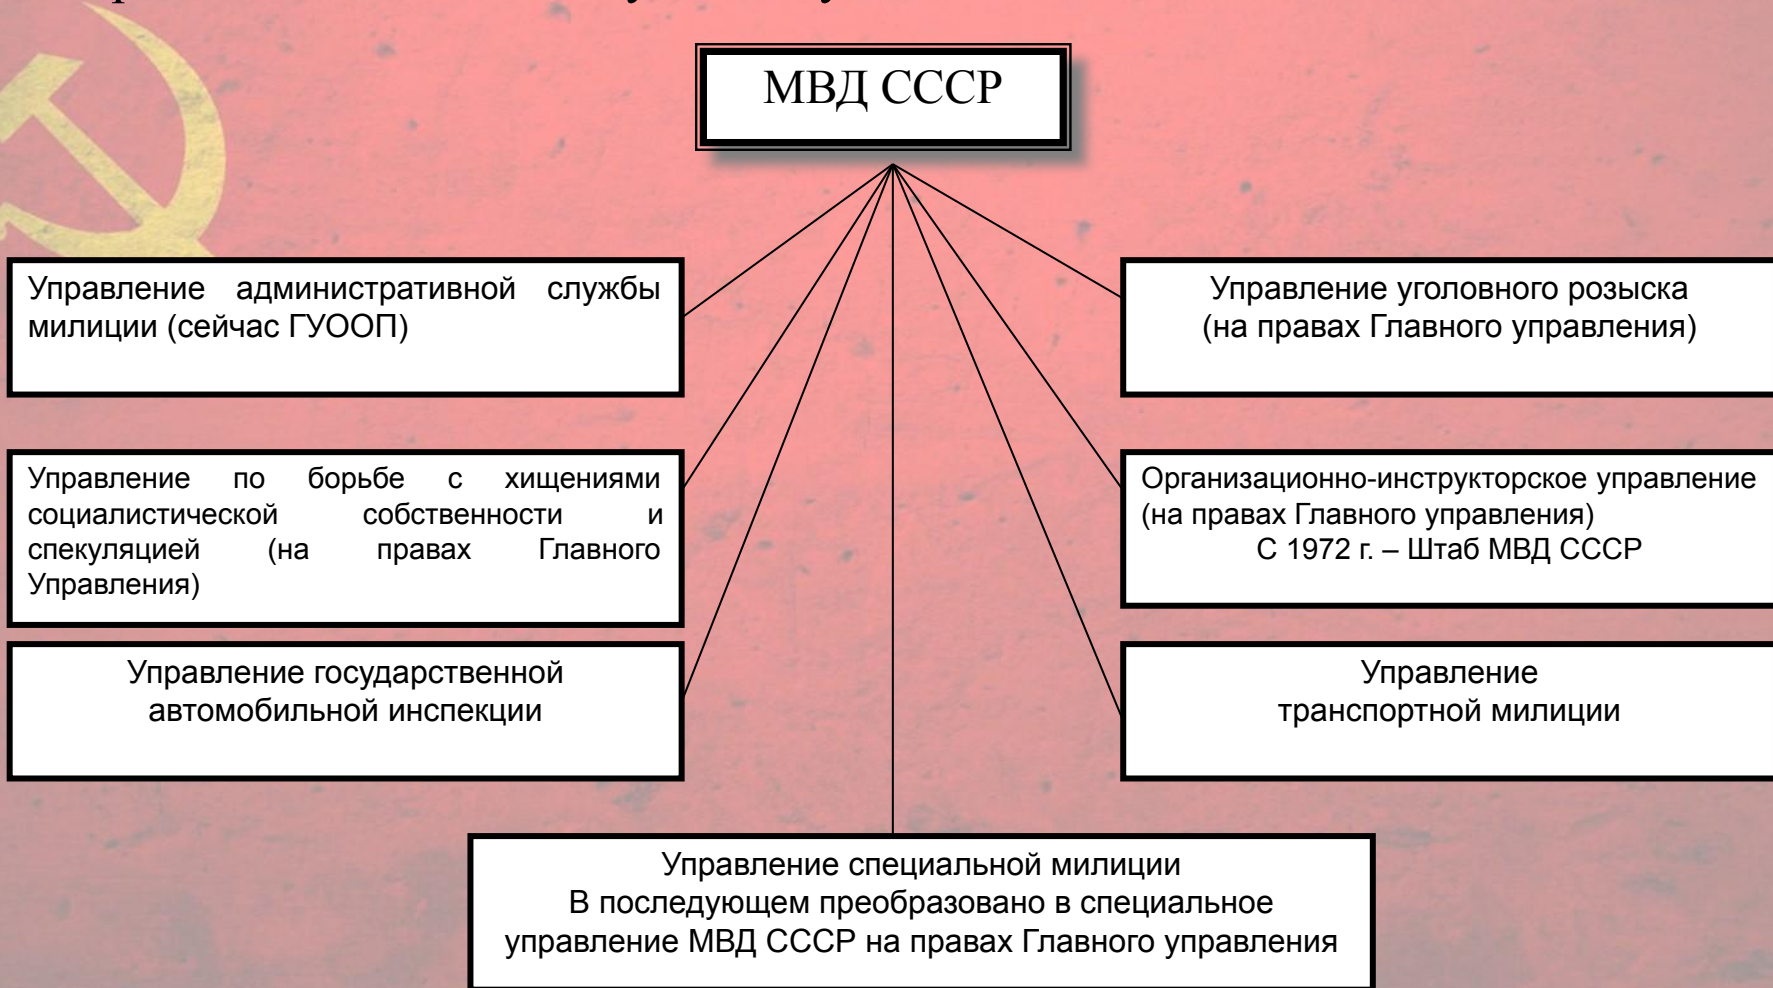 МВД СССР
Управление административной службы
милиции (сейчас ГУООП)
Управление уголовного розыска
(на правах Главного управления)
Управление по борьбе с хищениями
социалистической собственности и
спекуляцией (на правах Главного
Управления)
Организационно-инструкторское управление
(на правах Главного управления)
С 1972 г. – Штаб МВД СССР
Управление государственной
автомобильной инспекции
Управление
транспортной милиции
Управление специальной милиции
В последующем преобразовано в специальное
управление МВД СССР на правах Главного управления